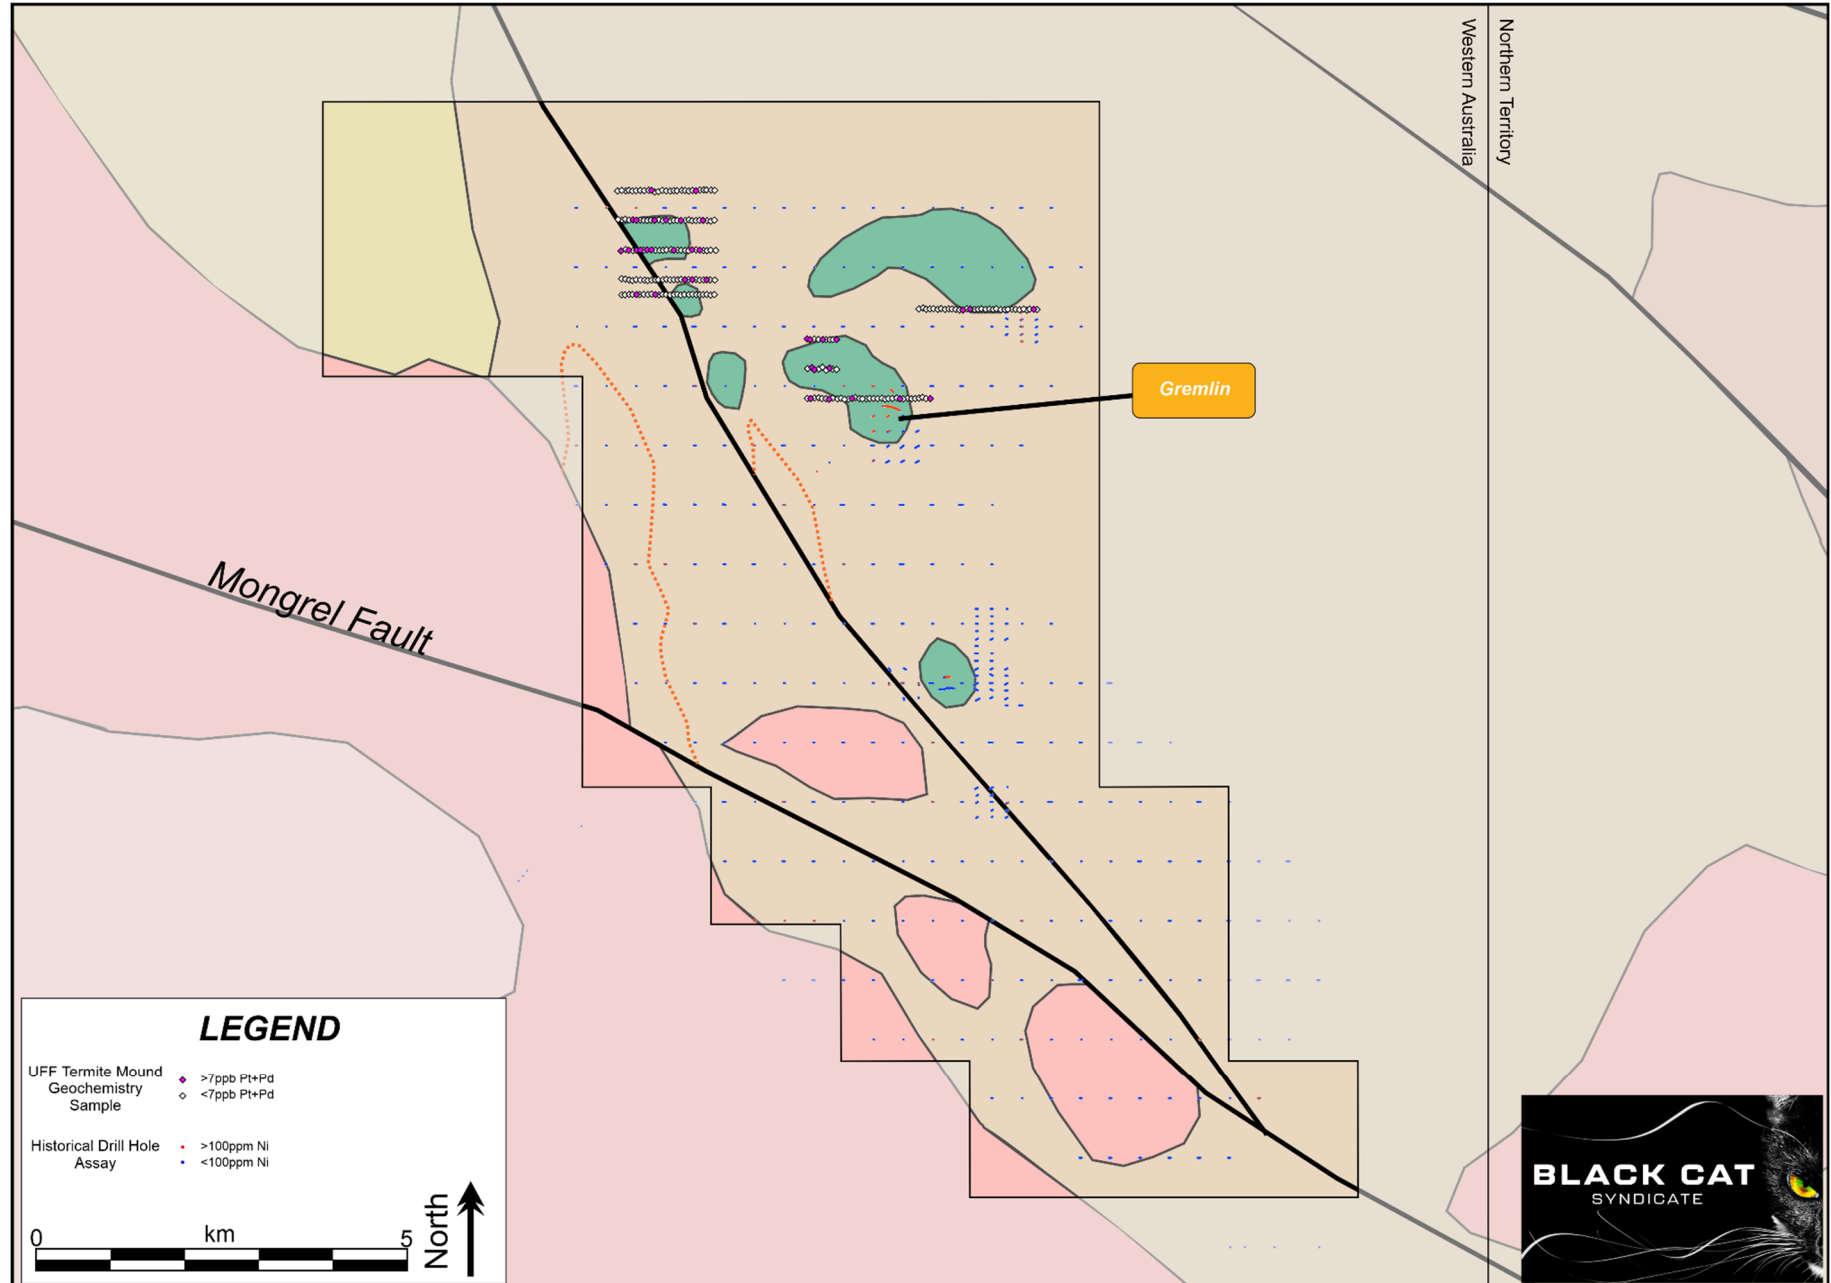 Western Australia
Northern Territory
Gremlin
Mongrel Fault
LEGEND
UFF Termite Mound
Geochemistry
Sample
>7ppb Pt+Pd
<7ppb Pt+Pd
Historical Drill Hole
Assay
>100ppm Ni
<100ppm Ni
0 km 5
North
BLACK CAT
SYNDICATE